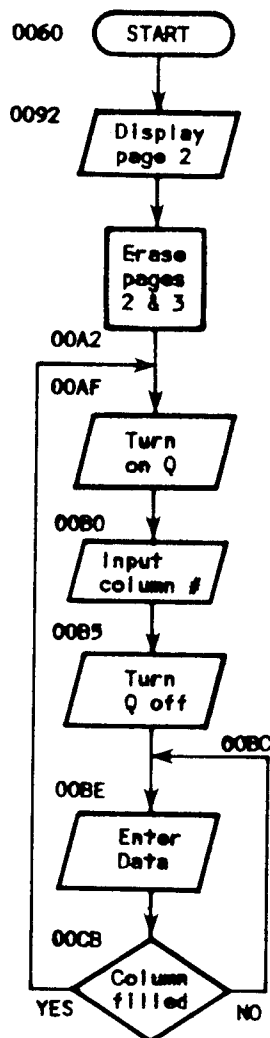 0060
START
0092
Display
page 2
Erase
pages
2 & 3
00A2
00AF
Turn
on Q
00B0
Input
column #
00B5
Turn
Q off
00BC
00BE
Enter
Data
00CB
Column
filled
YES
NO